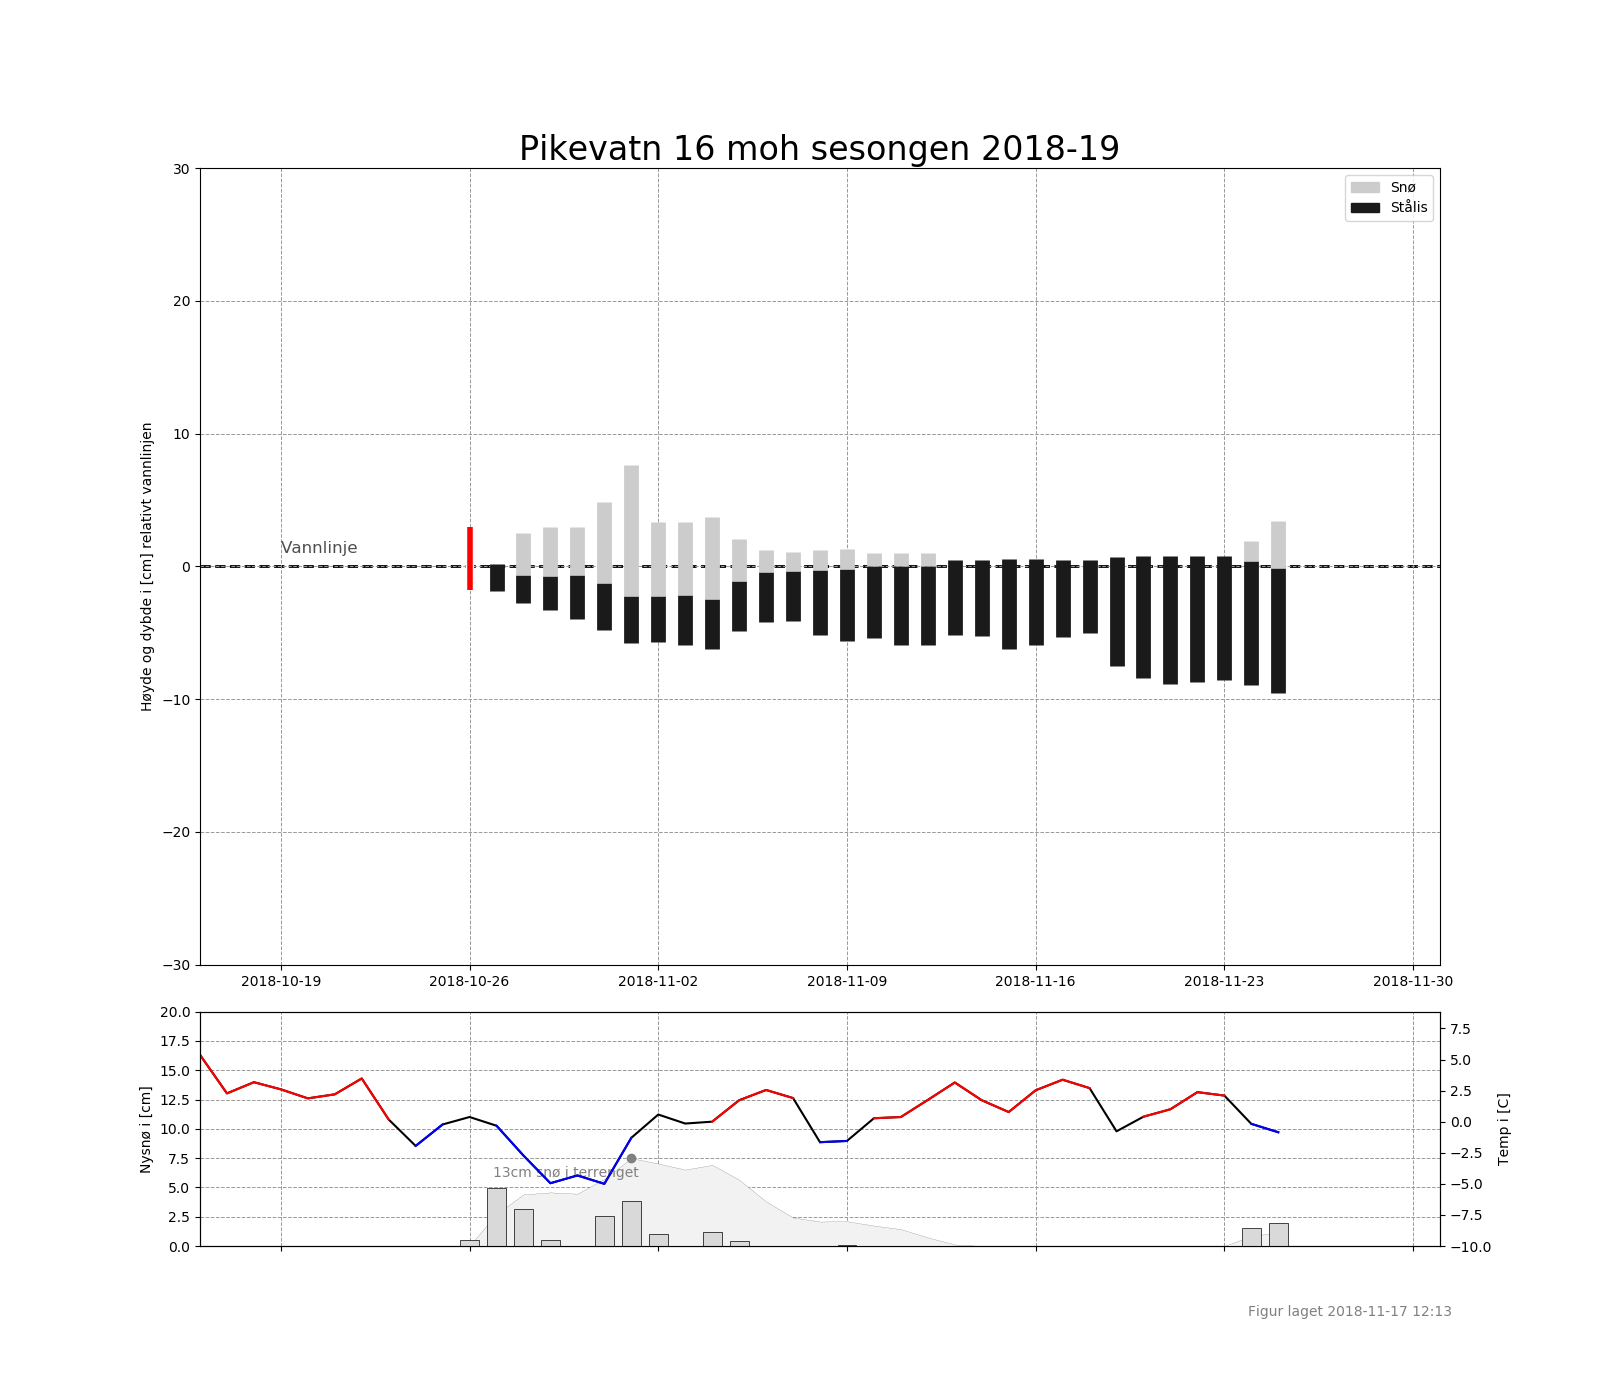 Pikevatn 16 moh sesongen 2018-19
30
20
10
0
−10
−20
−30
Høyde og dybde i [cm] relativt vannlinjen
Snø
Stålis
Vannlinje
2018-10-19 2018-10-26 2018-11-02 2018-11-09 2018-11-16 2018-11-23 2018-11-30
20.0
17.5
15.0
12.5
10.0
7.5
5.0
2.5
0.0
Nysnø i [cm]
13cm snø i terrenget
7.5
5.0
2.5
0.0
−2.5
−5.0
−7.5
−10.0
Temp i [C]
Figur laget 2018-11-17 12:13